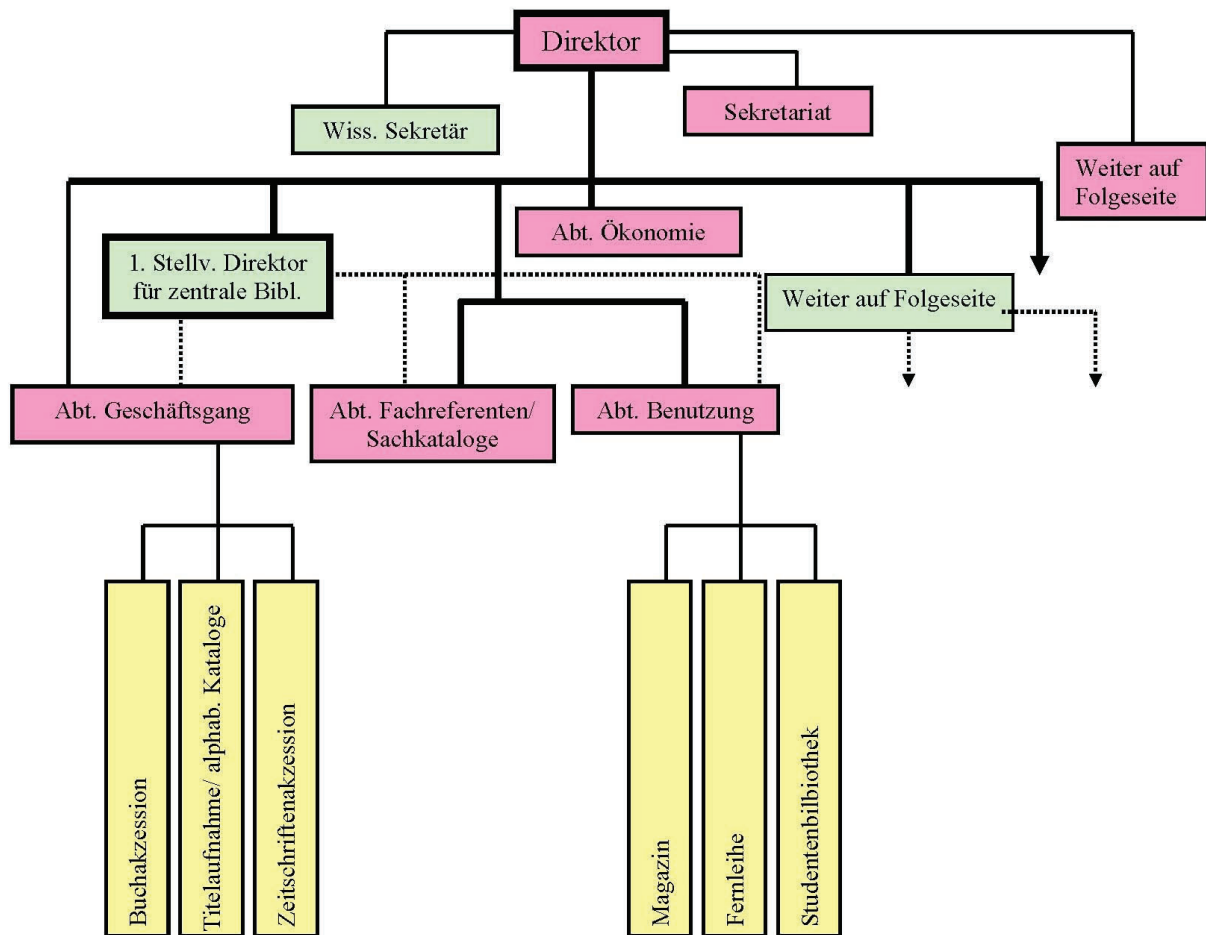 Direktor
Wiss. Sekretär
Sekretariat
Weiter auf
Folgeseite
Abt. Ökonomie
1. Stellv. Direktor
für zentrale Bibl.
Weiter auf Folgeseite
Abt. Geschäftsgang
Abt. Fachreferenten/
Sachkataloge
Abt. Benutzung
Buchakzession
Titelaufnahme/ alphab. Kataloge
Zeitschriftenakzession
Magazin
Fernleihe
Studentenbilbiothek